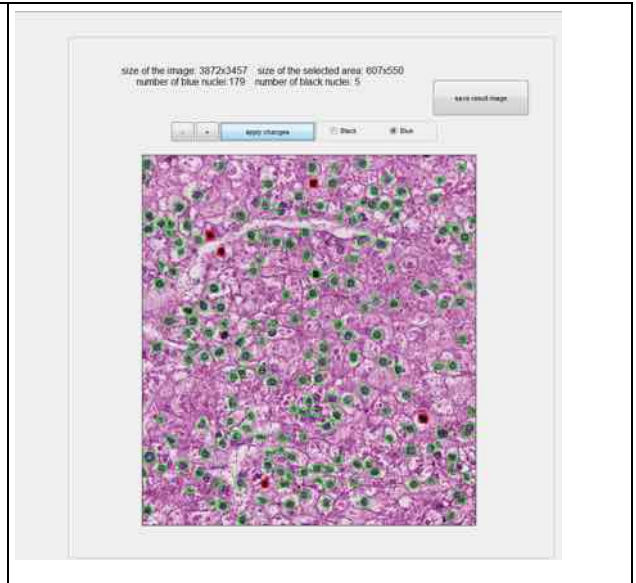 size of the image: 3872x3457 size of the selected area: 607x550
number of blue nuclei: 179 number of black nuclei: 5
save result image
- + apply changes Black Blue